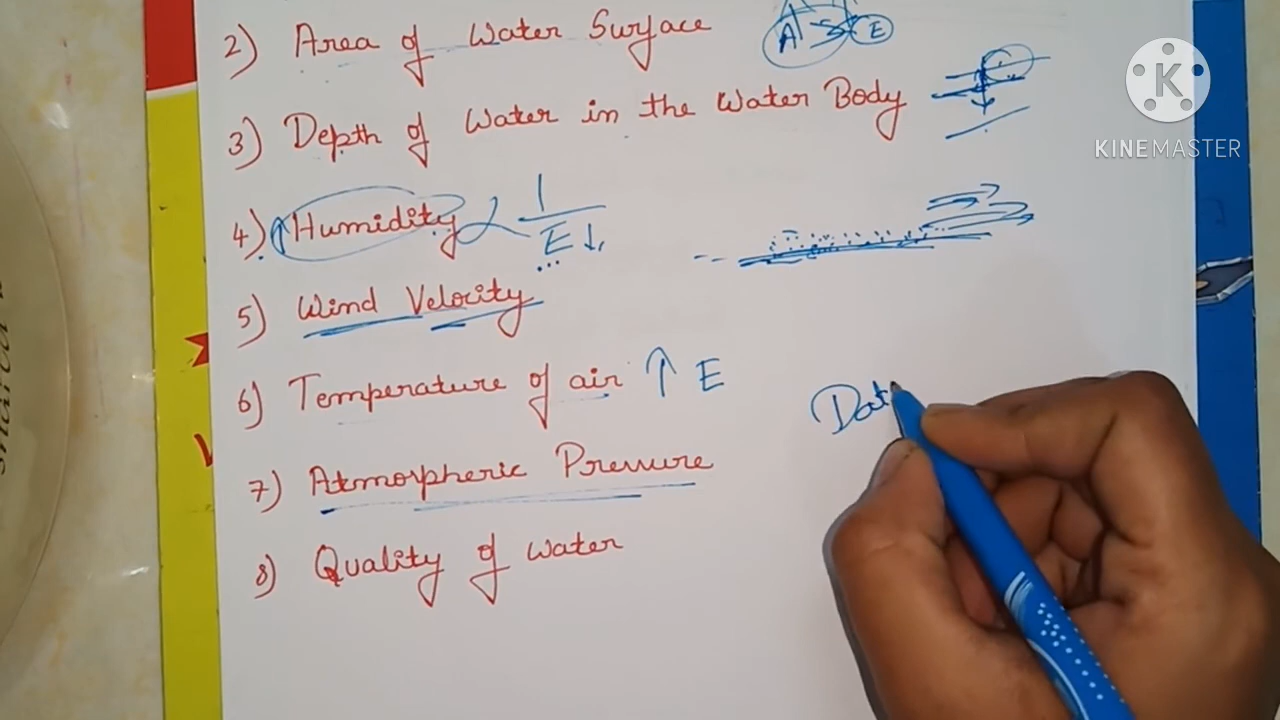 2) Area of Water Surface A E
3) Depth of Water in the Water Body
4) Humidity ∝ 1/E ↓
5) Wind Velocity
6) Temperature of air ↑ E
Dat
7) Atmospheric Pressure
8) Quality of water
K
KINEMASTER